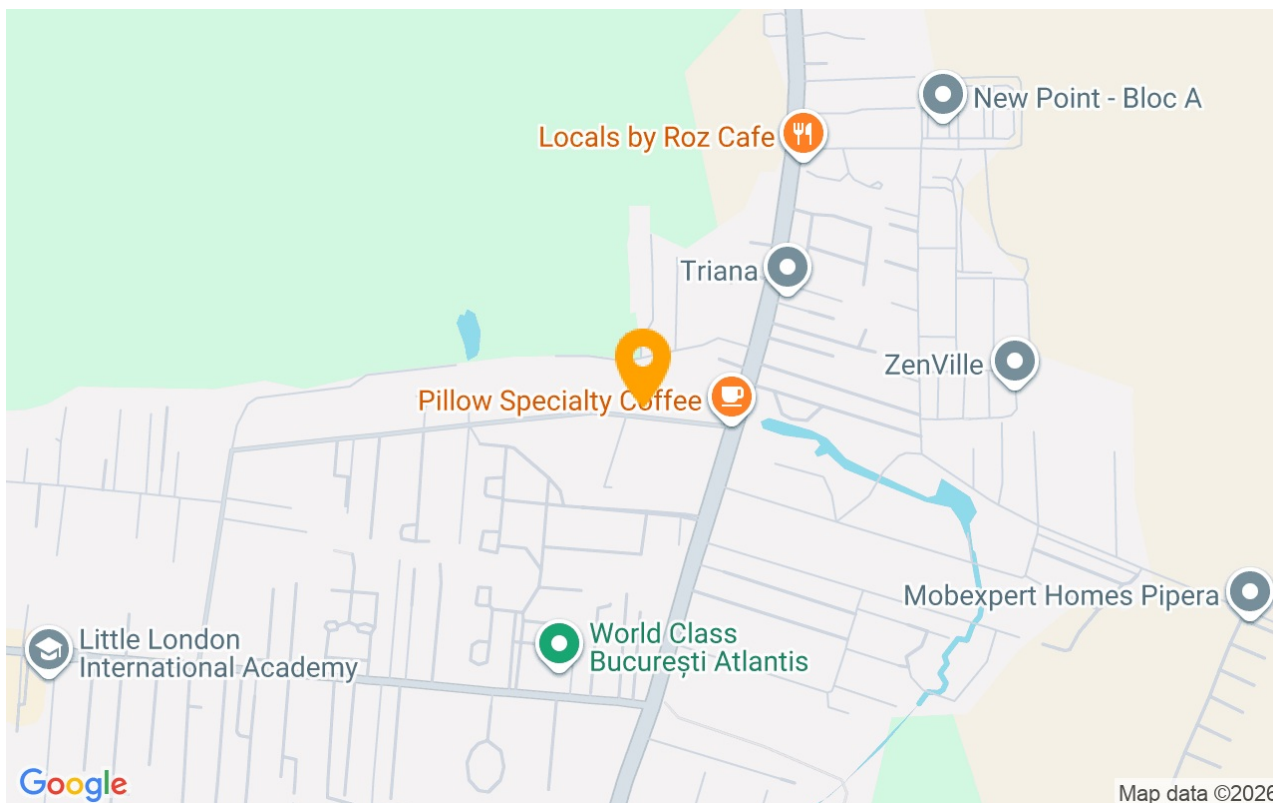 New Point - Bloc A
Locals by Roz Cafe
Triana
ZenVille
Pillow Specialty Coffee
Mobexpert Homes Pipera
World Class
București Atlantis
Little London
International Academy
Google
Map data ©2026